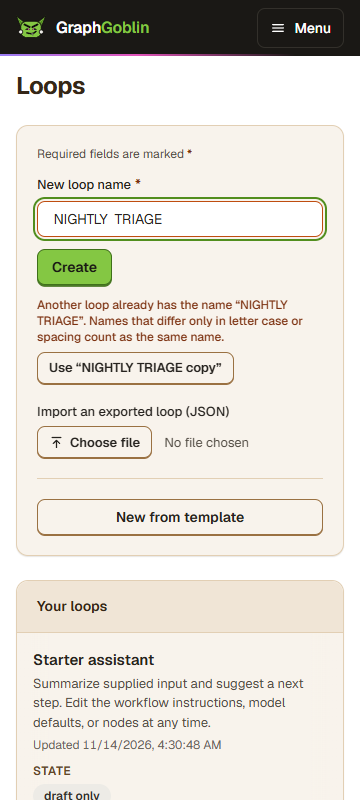 GraphGoblin
Menu
Loops
Required fields are marked *
New loop name *
NIGHTLY  TRIAGE
Create
Another loop already has the name “NIGHTLY
TRIAGE”. Names that differ only in letter case or
spacing count as the same name.
Use “NIGHTLY TRIAGE copy”
Import an exported loop (JSON)
Choose file
No file chosen
New from template
Your loops
Starter assistant
Summarize supplied input and suggest a next
step. Edit the workflow instructions, model
defaults, or nodes at any time.
Updated 11/14/2026, 4:30:48 AM
STATE
draft only